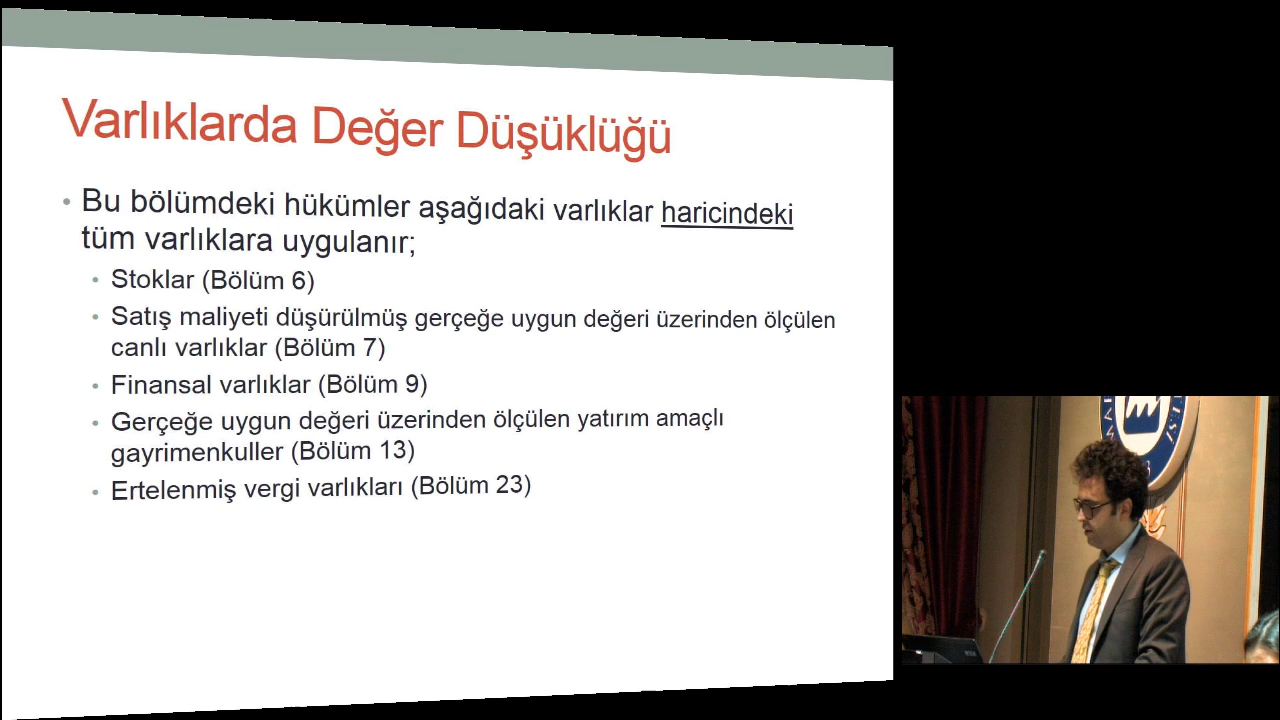 Varlıklarda Değer Düşüklüğü
• Bu bölümdeki hükümler aşağıdaki varlıklar haricindeki
tüm varlıklara uygulanır;
• Stoklar (Bölüm 6)
• Satış maliyeti düşürülmüş gerçeğe uygun değeri üzerinden ölçülen
canlı varlıklar (Bölüm 7)
• Finansal varlıklar (Bölüm 9)
• Gerçeğe uygun değeri üzerinden ölçülen yatırım amaçlı
gayrimenkuller (Bölüm 13)
• Ertelenmiş vergi varlıkları (Bölüm 23)